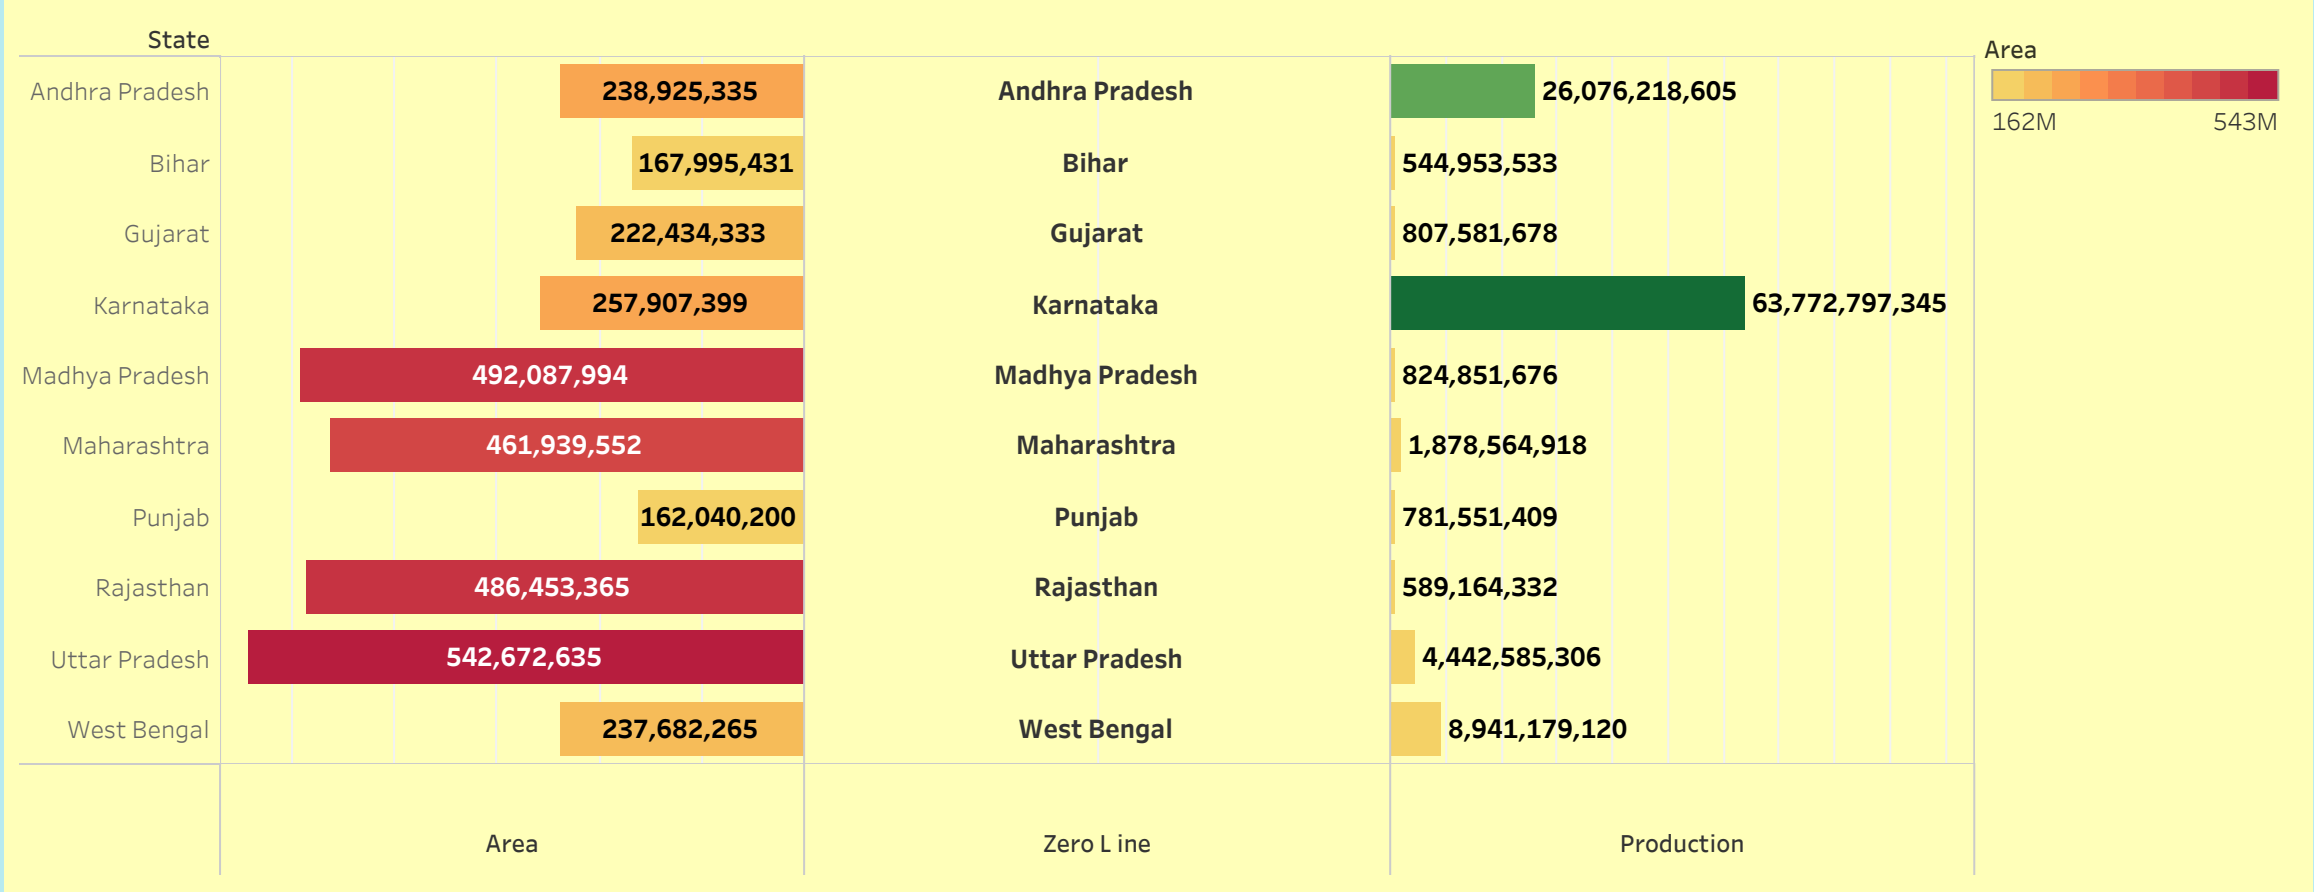 State
Area
162M 543M
Andhra Pradesh 238,925,335 Andhra Pradesh 26,076,218,605
Bihar 167,995,431 Bihar 544,953,533
Gujarat 222,434,333 Gujarat 807,581,678
Karnataka 257,907,399 Karnataka 63,772,797,345
Madhya Pradesh 492,087,994 Madhya Pradesh 824,851,676
Maharashtra 461,939,552 Maharashtra 1,878,564,918
Punjab 162,040,200 Punjab 781,551,409
Rajasthan 486,453,365 Rajasthan 589,164,332
Uttar Pradesh 542,672,635 Uttar Pradesh 4,442,585,306
West Bengal 237,682,265 West Bengal 8,941,179,120
Area Zero Line Production